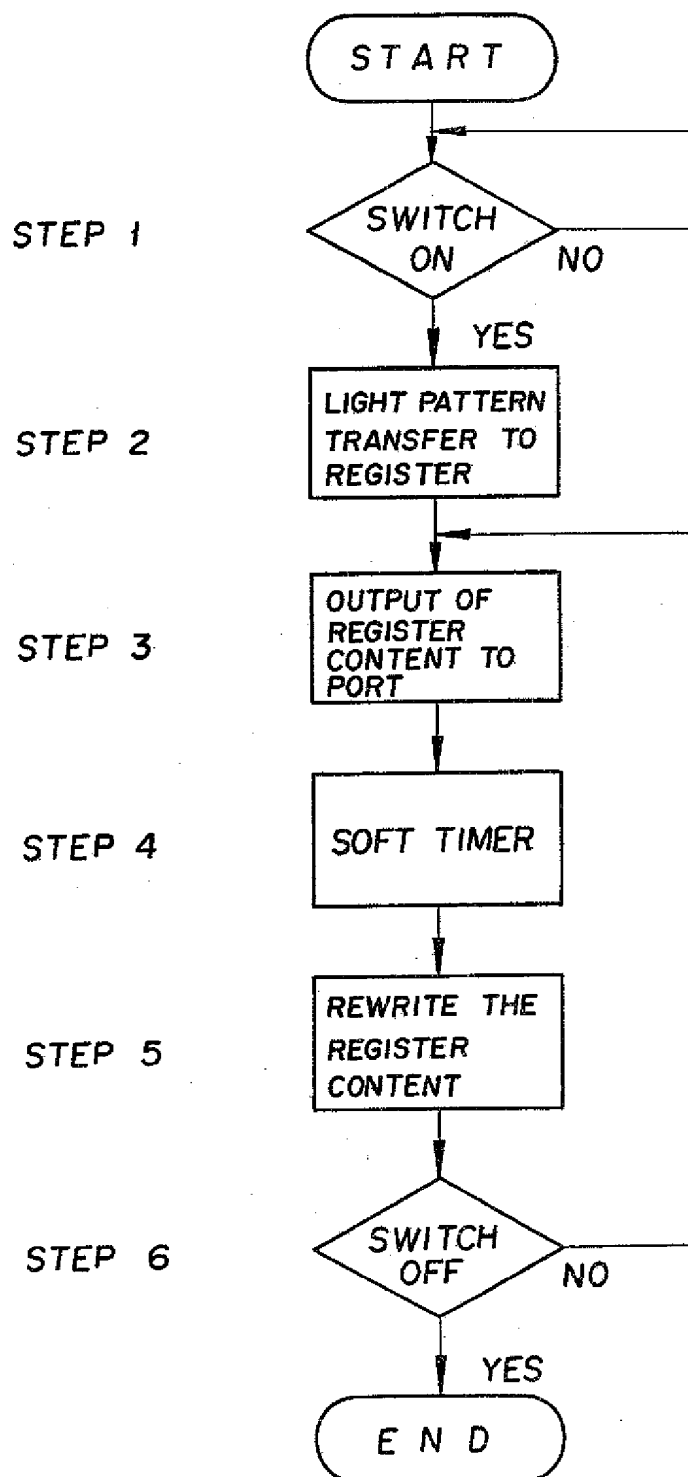 START
STEP 1
SWITCH
ON
NO
YES
STEP 2
LIGHT PATTERN
TRANSFER TO
REGISTER
STEP 3
OUTPUT OF
REGISTER
CONTENT TO
PORT
STEP 4
SOFT TIMER
STEP 5
REWRITE THE
REGISTER
CONTENT
STEP 6
SWITCH
OFF
NO
YES
END